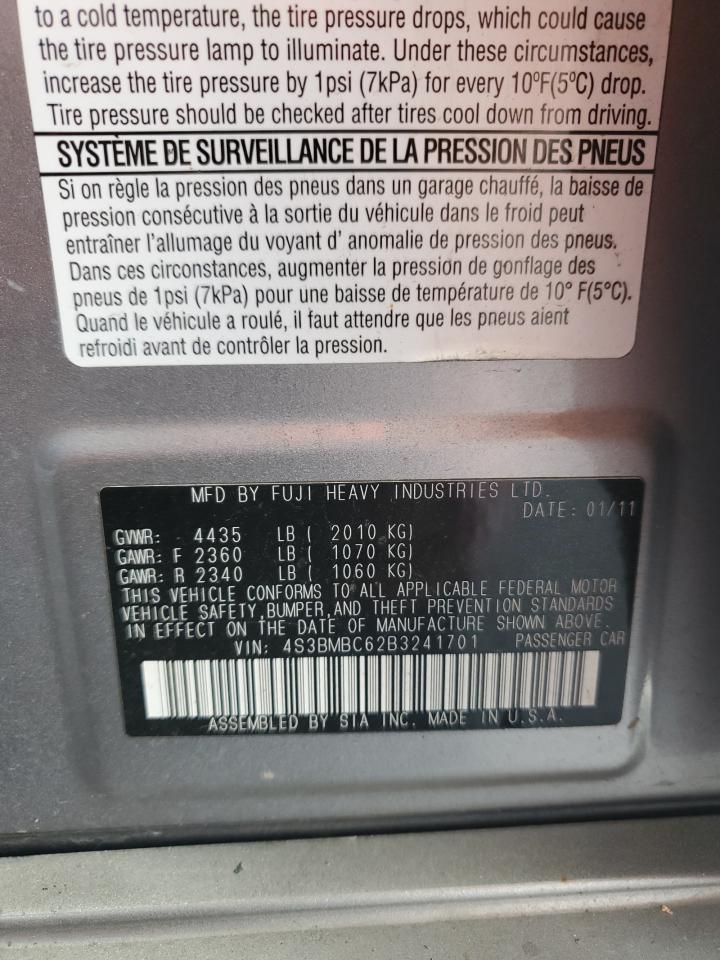 to a cold temperature, the tire pressure drops, which could cause
the tire pressure lamp to illuminate. Under these circumstances,
increase the tire pressure by 1psi (7kPa) for every 10ºF(5ºC) drop.
Tire pressure should be checked after tires cool down from driving.
SYSTÈME DE SURVEILLANCE DE LA PRESSION DES PNEUS
Si on règle la pression des pneus dans un garage chauffé, la baisse de
pression consécutive à la sortie du véhicule dans le froid peut
entraîner l'allumage du voyant d' anomalie de pression des pneus.
Dans ces circonstances, augmenter la pression de gonflage des
pneus de 1psi (7kPa) pour une baisse de température de 10° F(5°C).
Quand le véhicule a roulé, il faut attendre que les pneus aient
refroidi avant de contrôler la pression.
MFD BY FUJI HEAVY INDUSTRIES LTD.
DATE: 01/11
GVWR: 4435 LB ( 2010 KG)
GAWR: F 2360 LB ( 1070 KG)
GAWR: R 2340 LB ( 1060 KG)
THIS VEHICLE CONFORMS TO ALL APPLICABLE FEDERAL MOTOR
VEHICLE SAFETY, BUMPER, AND THEFT PREVENTION STANDARDS
IN EFFECT ON THE DATE OF MANUFACTURE SHOWN ABOVE.
VIN: 4S3BMBC62B3241701 PASSENGER CAR
ASSEMBLED BY SIA INC. MADE IN U.S.A.